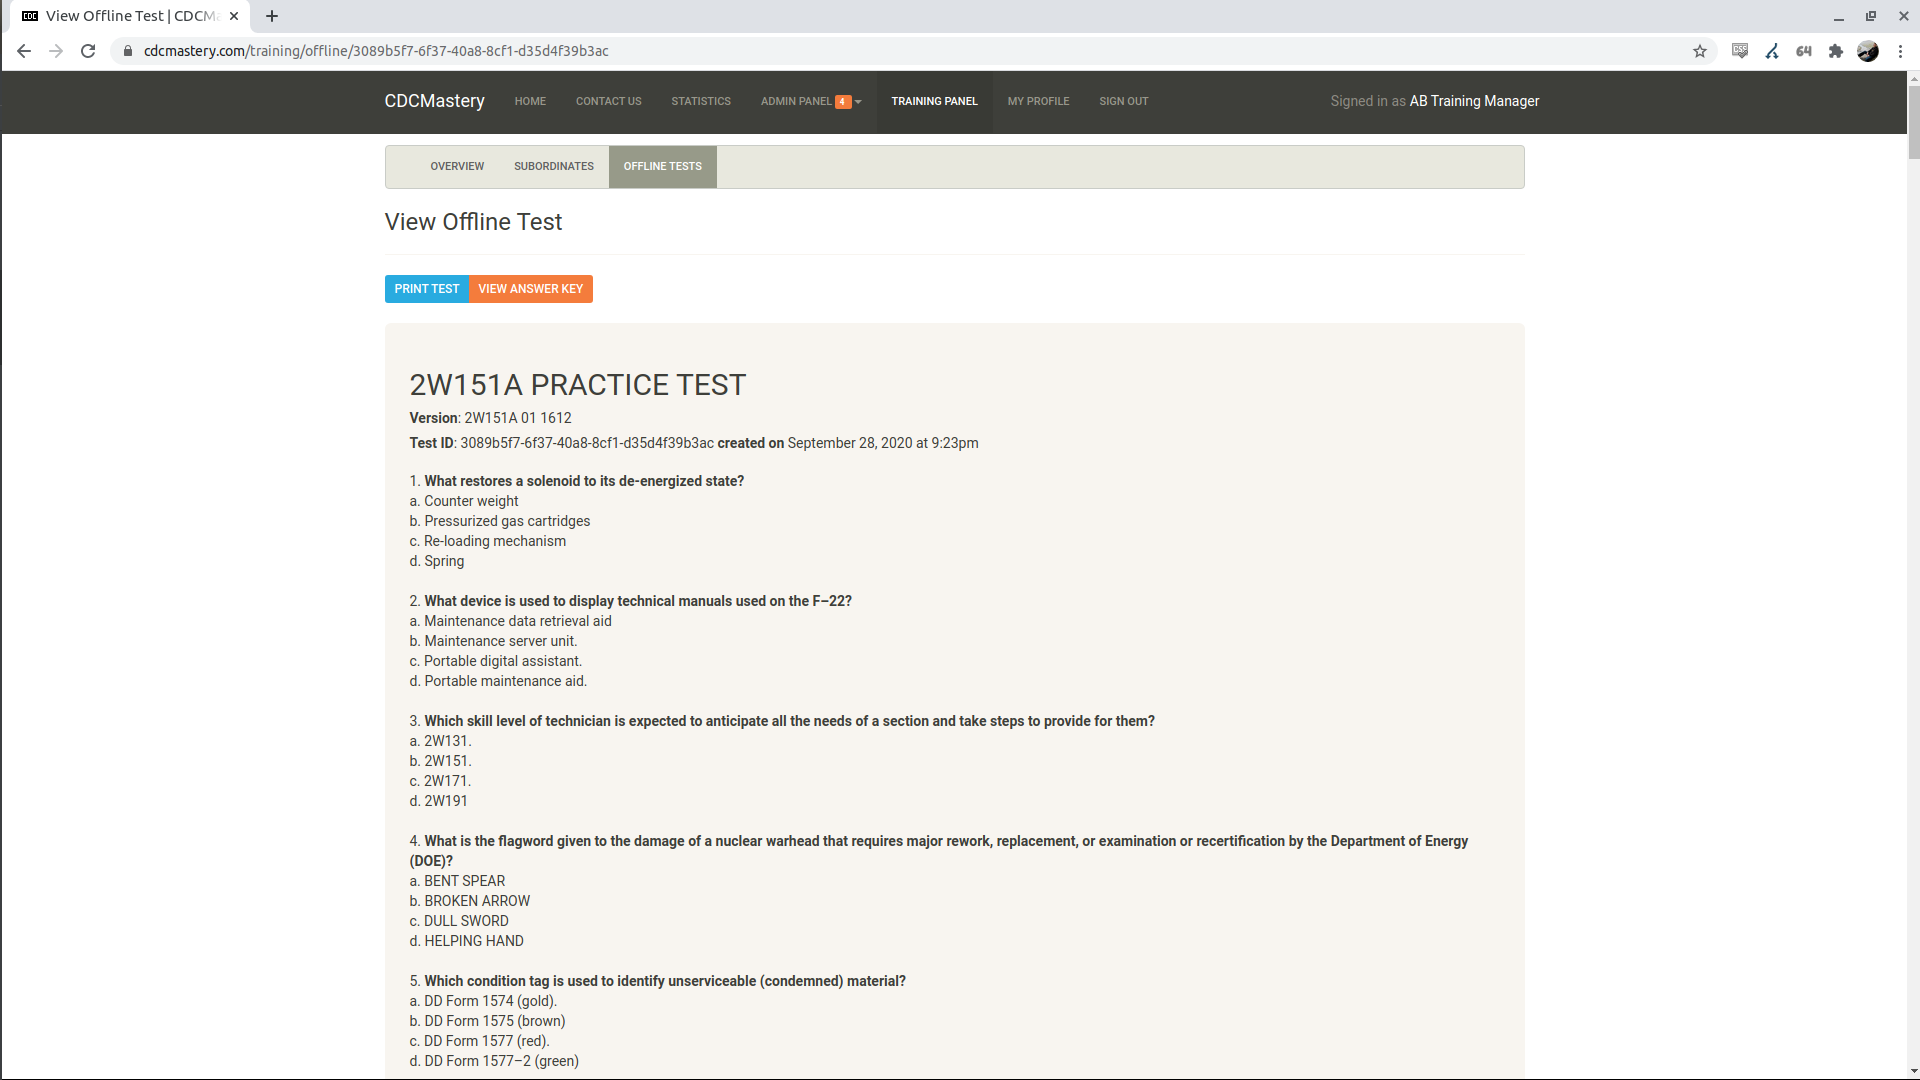 View Offline Test | CDCMa
cdcmastery.com/training/offline/3089b5f7-6f37-40a8-8cf1-d35d4f39b3ac
CDCMastery HOME CONTACT US STATISTICS ADMIN PANEL 4 TRAINING PANEL MY PROFILE SIGN OUT Signed in as AB Training Manager
OVERVIEW SUBORDINATES OFFLINE TESTS
View Offline Test
PRINT TEST VIEW ANSWER KEY
2W151A PRACTICE TEST
Version: 2W151A 01 1612
Test ID: 3089b5f7-6f37-40a8-8cf1-d35d4f39b3ac created on September 28, 2020 at 9:23pm
1. What restores a solenoid to its de-energized state?
a. Counter weight
b. Pressurized gas cartridges
c. Re-loading mechanism
d. Spring
2. What device is used to display technical manuals used on the F–22?
a. Maintenance data retrieval aid
b. Maintenance server unit.
c. Portable digital assistant.
d. Portable maintenance aid.
3. Which skill level of technician is expected to anticipate all the needs of a section and take steps to provide for them?
a. 2W131.
b. 2W151.
c. 2W171.
d. 2W191
4. What is the flagword given to the damage of a nuclear warhead that requires major rework, replacement, or examination or recertification by the Department of Energy
(DOE)?
a. BENT SPEAR
b. BROKEN ARROW
c. DULL SWORD
d. HELPING HAND
5. Which condition tag is used to identify unserviceable (condemned) material?
a. DD Form 1574 (gold).
b. DD Form 1575 (brown)
c. DD Form 1577 (red).
d. DD Form 1577–2 (green)